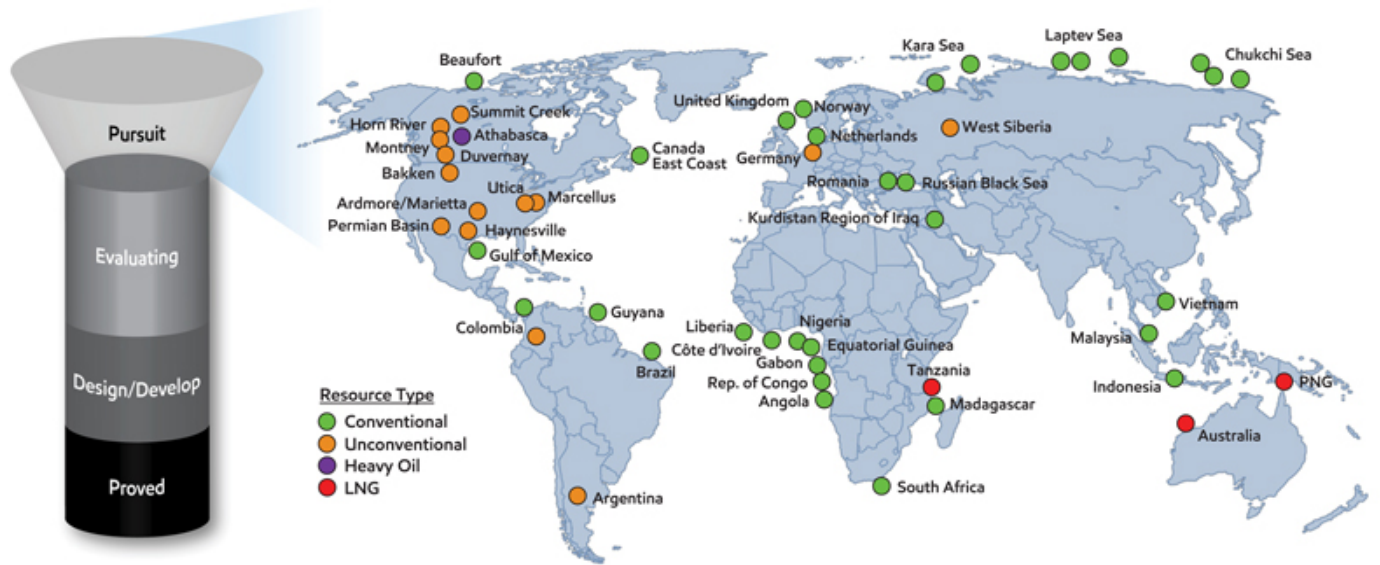 Pursuit
Evaluating
Design/Develop
Proved
Beaufort
Summit Creek
Horn River
Athabasca
Montney
Duvernay
Bakken
Utica
Marcellus
Ardmore/Marietta
Permian Basin
Haynesville
Gulf of Mexico
Canada
East Coast
Colombia
Guyana
Brazil
Argentina
Resource Type
Conventional
Unconventional
Heavy Oil
LNG
Kara Sea
Laptev Sea
Chukchi Sea
United Kingdom
Norway
Netherlands
Germany
West Siberia
Romania
Russian Black Sea
Kurdistan Region of Iraq
Liberia
Nigeria
Côte d'Ivoire
Equatorial Guinea
Gabon
Rep. of Congo
Angola
Tanzania
Madagascar
South Africa
Vietnam
Malaysia
Indonesia
PNG
Australia